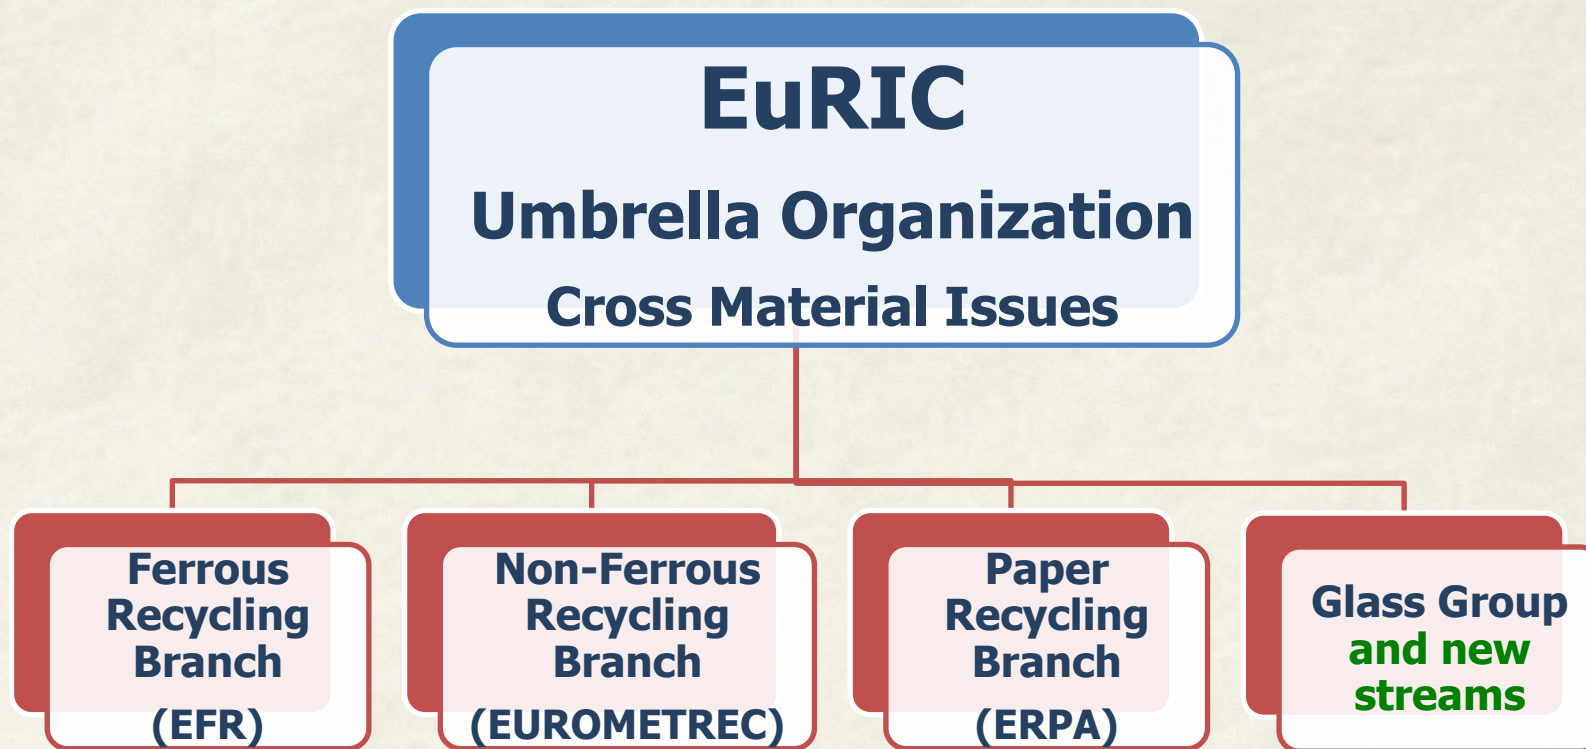 EuRIC
Umbrella Organization
Cross Material Issues
Ferrous
Recycling
Branch
(EFR)
Non-Ferrous
Recycling
Branch
(EUROMETREC)
Paper
Recycling
Branch
(ERPA)
Glass Group
and new
streams